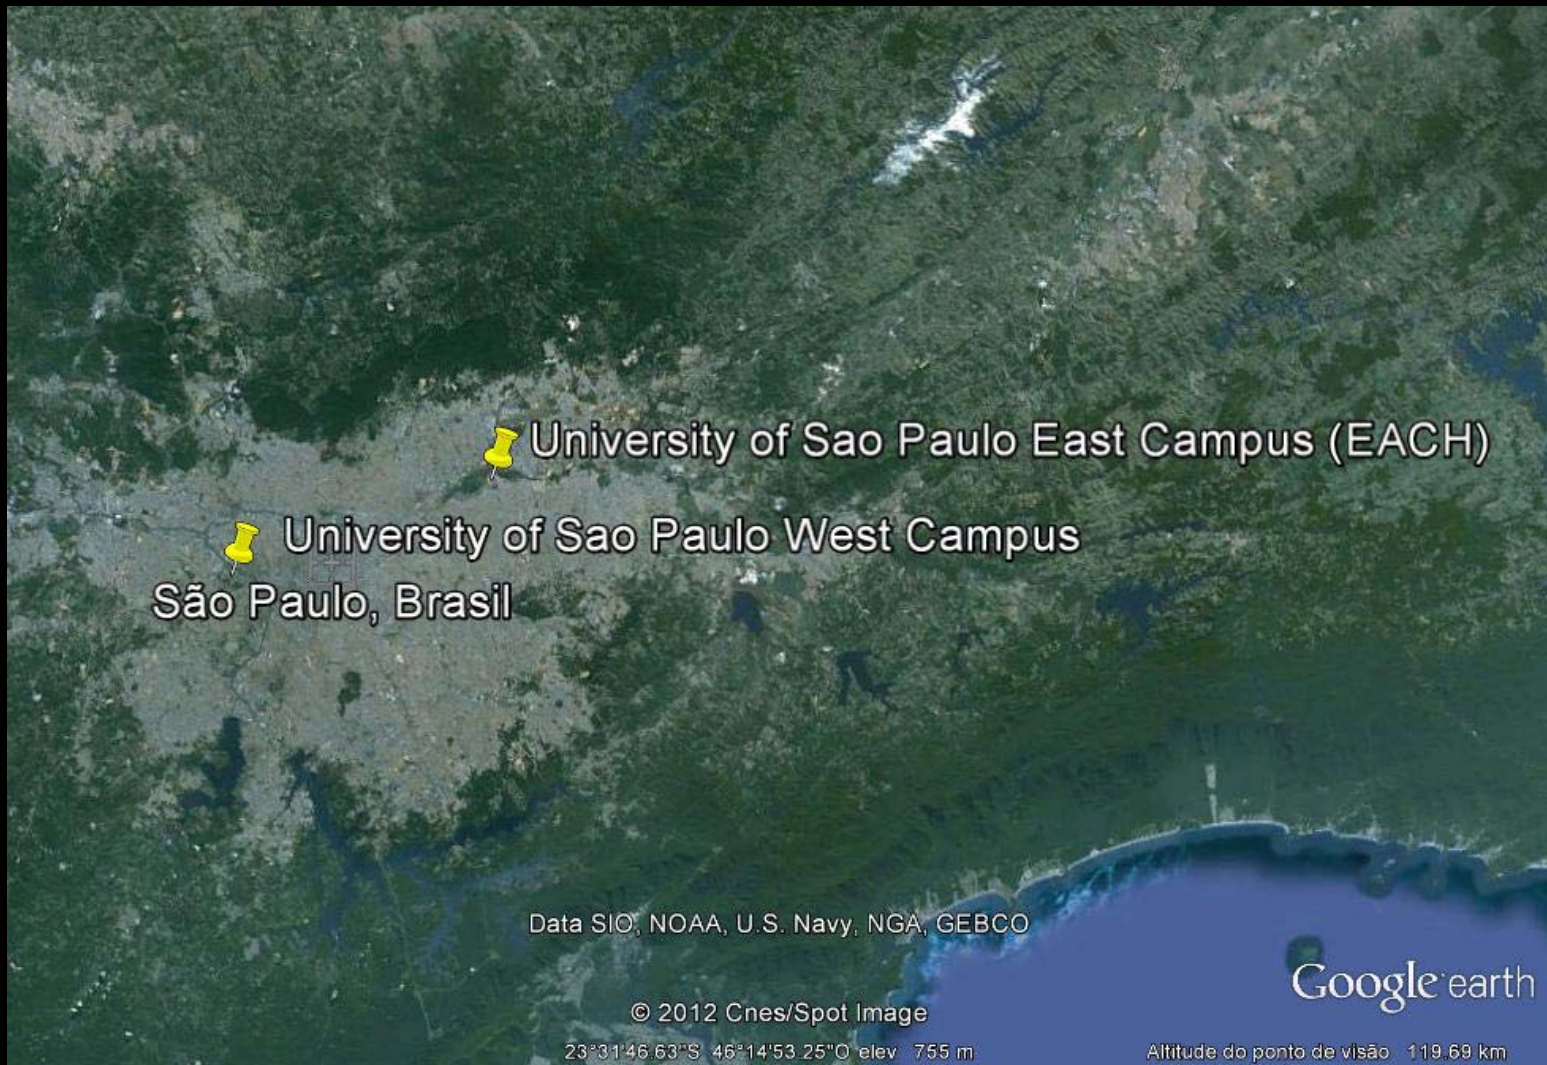 University of Sao Paulo East Campus (EACH)
University of Sao Paulo West Campus
São Paulo, Brasil
Data SIO, NOAA, U.S. Navy, NGA, GEBCO
Google earth
© 2012 Cnes/Spot Image
23°31'46.63"S 46°14'53.25"O elev 755 m Altitude do ponto de visão 119.69 km